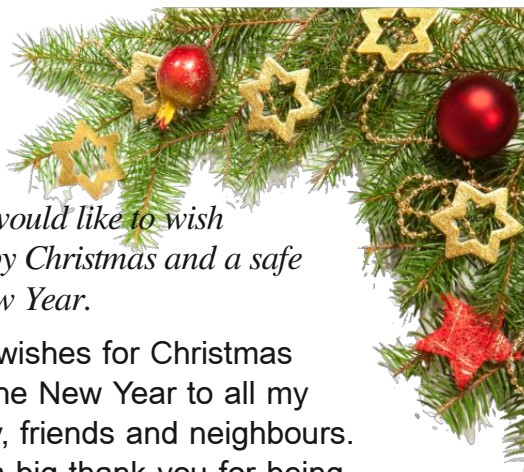 would like to wish
py Christmas and a safe
w Year.
wishes for Christmas
he New Year to all my
y, friends and neighbours.
big thank you for being